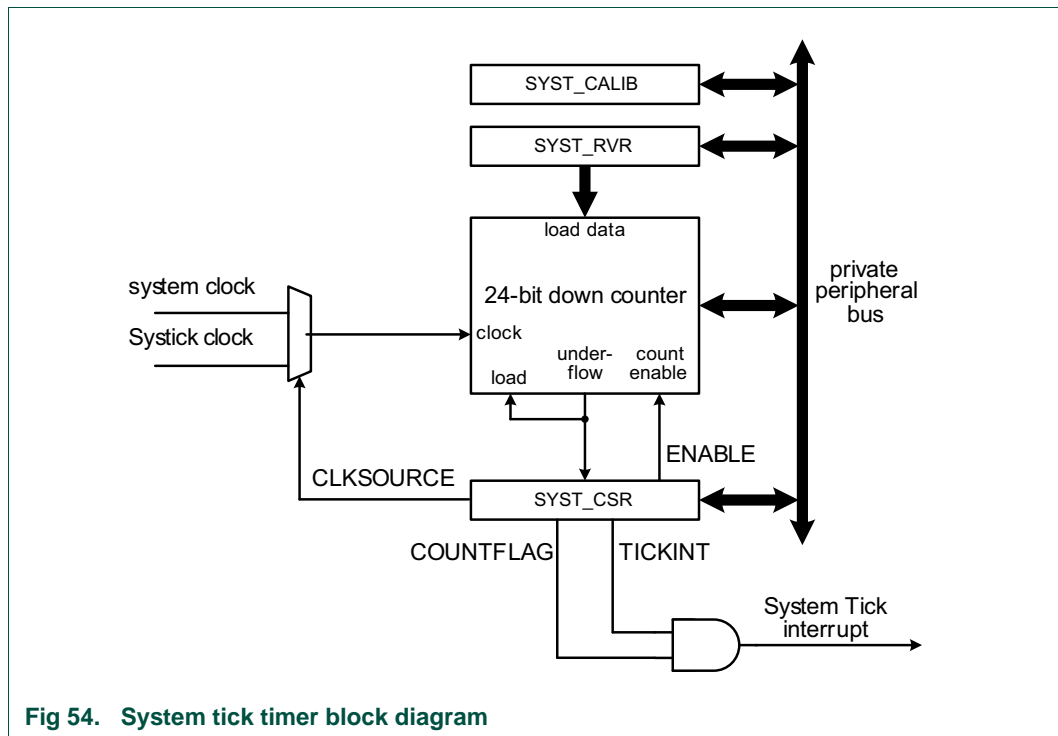 SYST_CALIB
SYST_RVR
load data
24-bit down counter
system clock
Systick clock
clock
load
under-
flow
count
enable
private
peripheral
bus
CLKSOURCE
ENABLE
SYST_CSR
COUNTFLAG
TICKINT
System Tick
interrupt
Fig 54. System tick timer block diagram